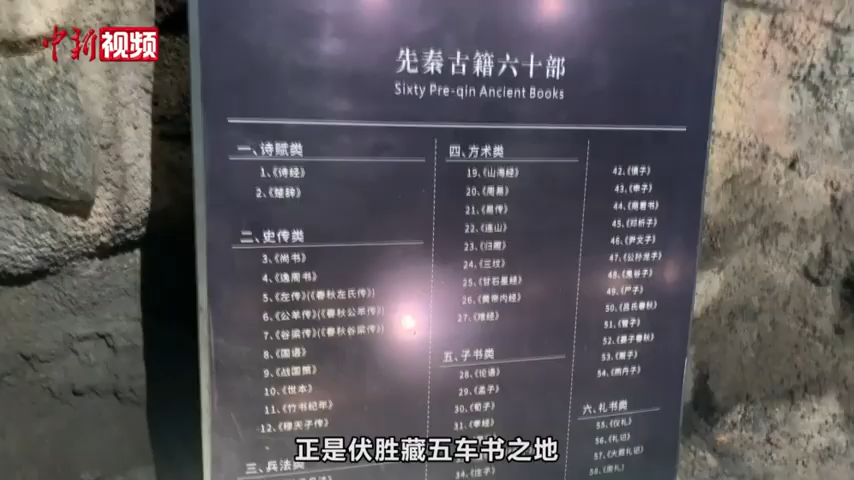 中新视频
先秦古籍六十部
Sixty Pre-qin Ancient Books
一、诗赋类
1、《诗经》
2、《楚辞》
二、史传类
3、《尚书》
4、《逸周书》
5、《左传》(《春秋左氏传》)
6、《公羊传》(《春秋公羊传》)
7、《谷梁传》(《春秋谷梁传》)
8、《国语》
9、《战国策》
10、《世本》
11、《竹书纪年》
12、《穆天子传》
三、兵法类
四、方术类
19、《山海经》
20、《周易》
21、《易传》
22、《连山》
23、《归藏》
24、《三坟》
25、《甘石星经》
26、《黄帝内经》
27、《难经》
五、子书类
28、《论语》
29、《孟子》
30、《荀子》
31、《孝经》
34、《庄子》
42、《慎子》
43、《申子》
44、《商君书》
45、《邓析子》
46、《尹文子》
47、《公孙龙子》
48、《鬼谷子》
49、《尸子》
50、《吕氏春秋》
51、《管子》
52、《晏子春秋》
53、《鬻子》
54、《燕丹子》
六、礼书类
55、《仪礼》
56、《礼记》
57、《大戴礼记》
58、《周礼》
正是伏胜藏五车书之地